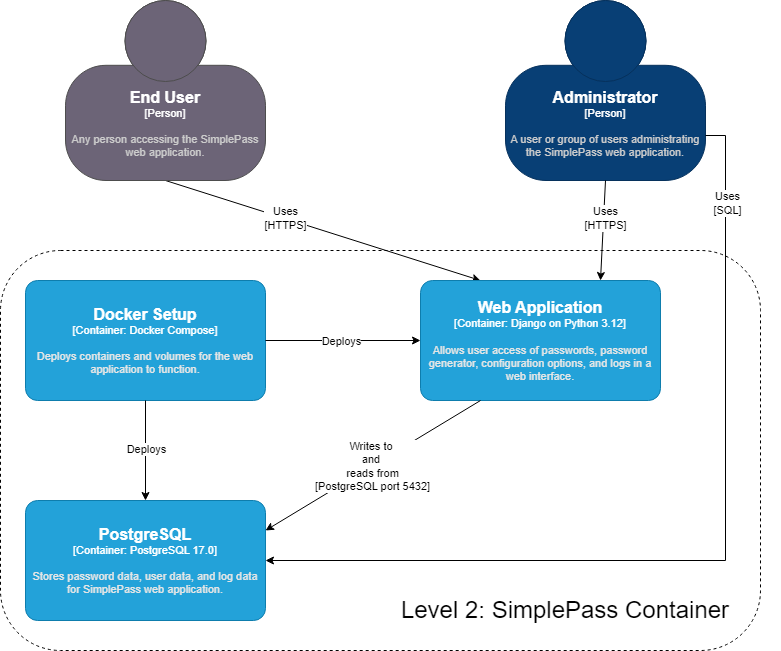 End User
[Person]
Any person accessing the SimplePass
web application.
Administrator
[Person]
A user or group of users administrating
the SimplePass web application.
Uses
[HTTPS]
Uses
[HTTPS]
Uses
[SQL]
Docker Setup
[Container: Docker Compose]
Deploys containers and volumes for the web
application to function.
Deploys
Web Application
[Container: Django on Python 3.12]
Allows user access of passwords, password
generator, configuration options, and logs in a
web interface.
Deploys
Writes to
and
reads from
[PostgreSQL port 5432]
PostgreSQL
[Container: PostgreSQL 17.0]
Stores password data, user data, and log data
for SimplePass web application.
Level 2: SimplePass Container